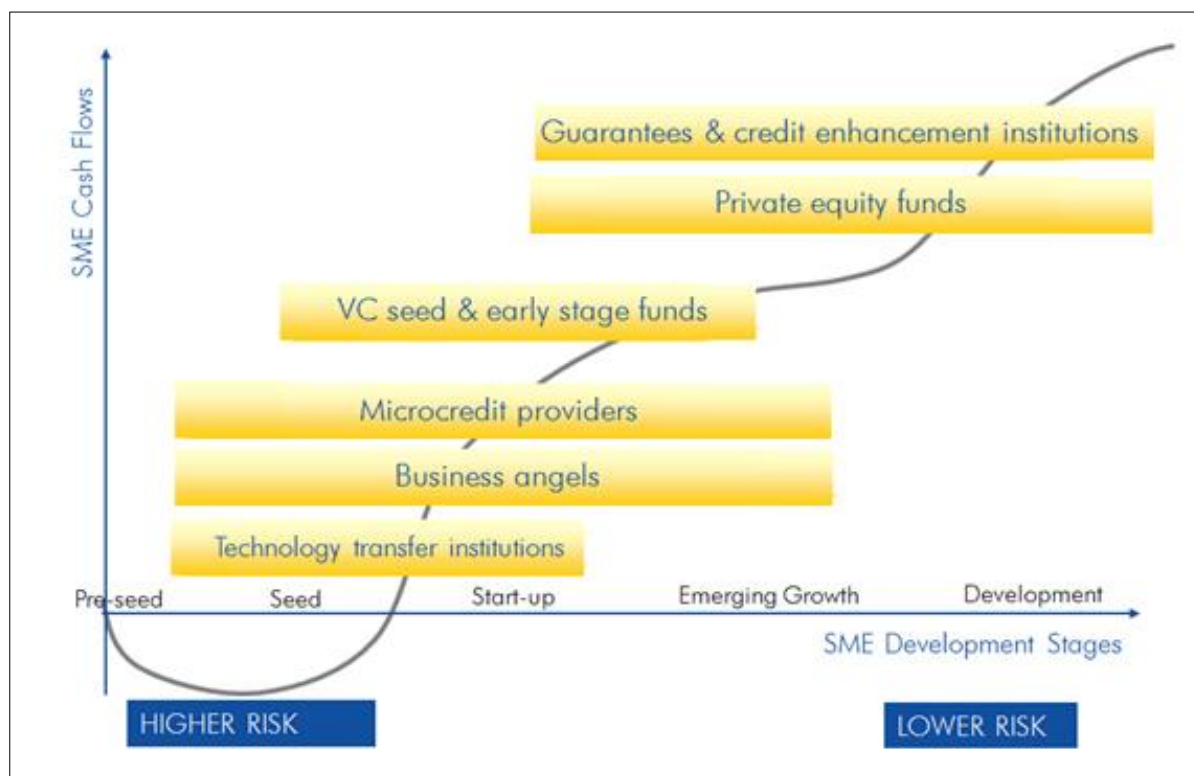 SME Cash Flows
Guarantees & credit enhancement institutions
Private equity funds
VC seed & early stage funds
Microcredit providers
Business angels
Technology transfer institutions
Pre-seed
Seed
Start-up
Emerging Growth
Development
SME Development Stages
HIGHER RISK
LOWER RISK